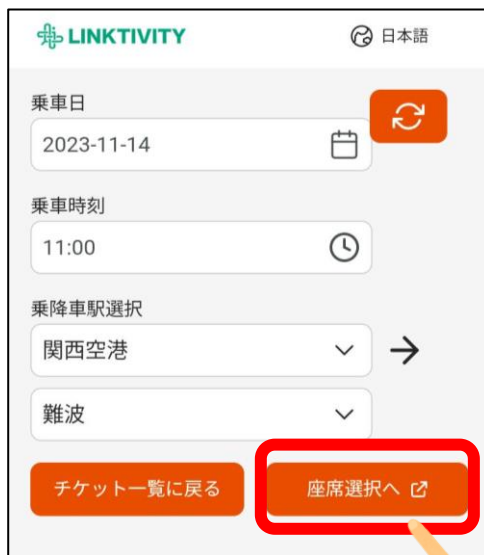 LINKTIVITY 日本語
乗車日
2023-11-14
乗車時刻
11:00
乗降車駅選択
関西空港
難波
チケット一覧に戻る 座席選択へ